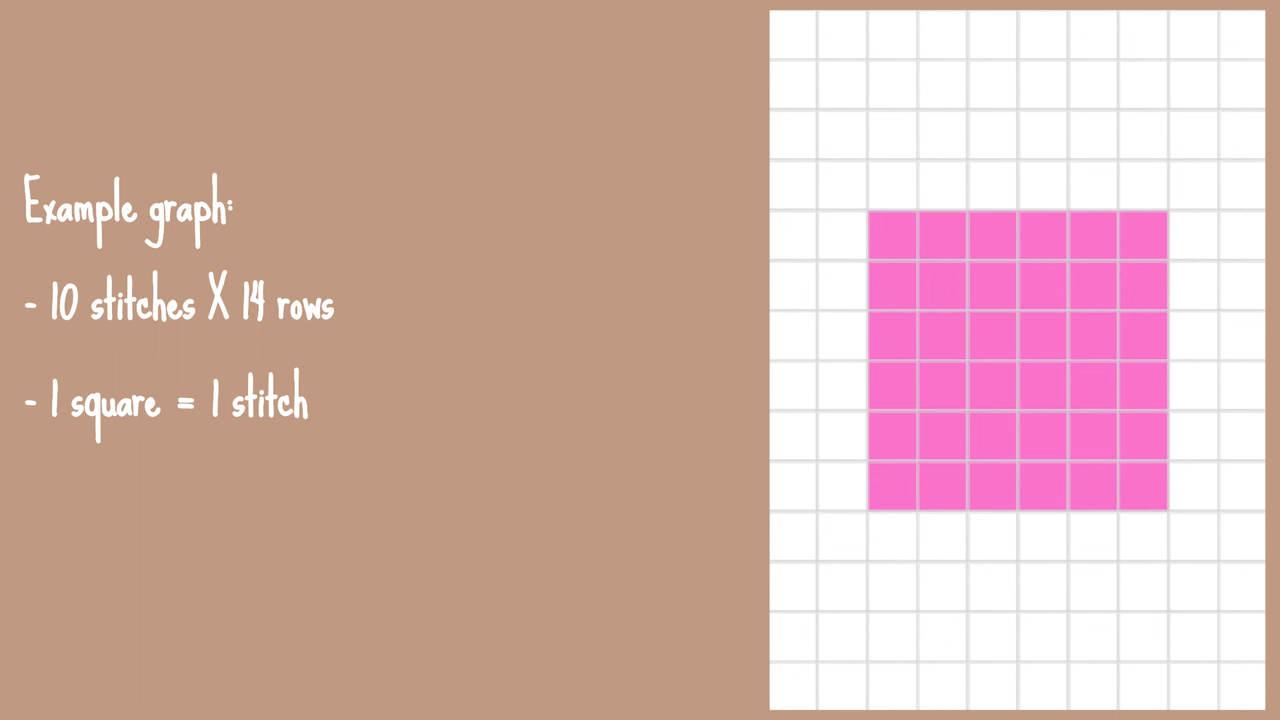 Example graph:
- 10 stitches X 14 rows
- 1 square = 1 stitch